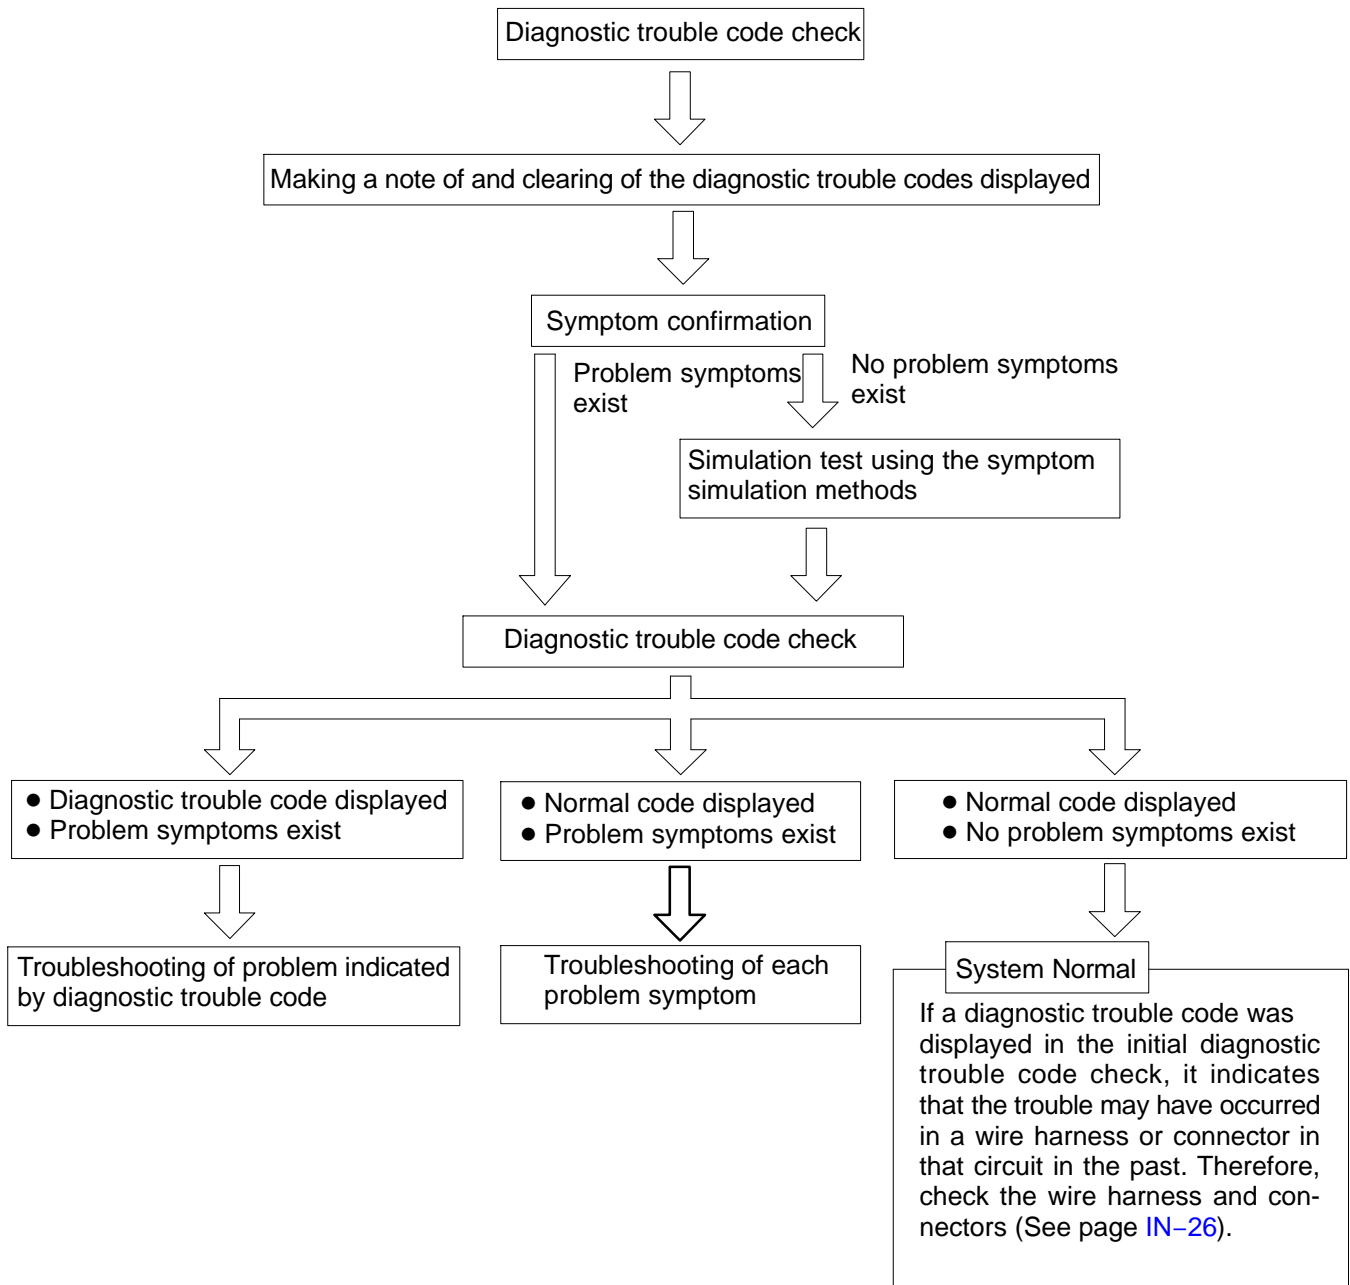 Diagnostic trouble code check
Making a note of and clearing of the diagnostic trouble codes displayed
Symptom confirmation
Problem symptoms
exist
No problem symptoms
exist
Simulation test using the symptom
simulation methods
Diagnostic trouble code check
● Diagnostic trouble code displayed
● Problem symptoms exist
● Normal code displayed
● Problem symptoms exist
● Normal code displayed
● No problem symptoms exist
Troubleshooting of problem indicated
by diagnostic trouble code
Troubleshooting of each
problem symptom
System Normal
If a diagnostic trouble code was
displayed in the initial diagnostic
trouble code check, it indicates
that the trouble may have occurred
in a wire harness or connector in
that circuit in the past. Therefore,
check the wire harness and con-
nectors (See page IN–26).